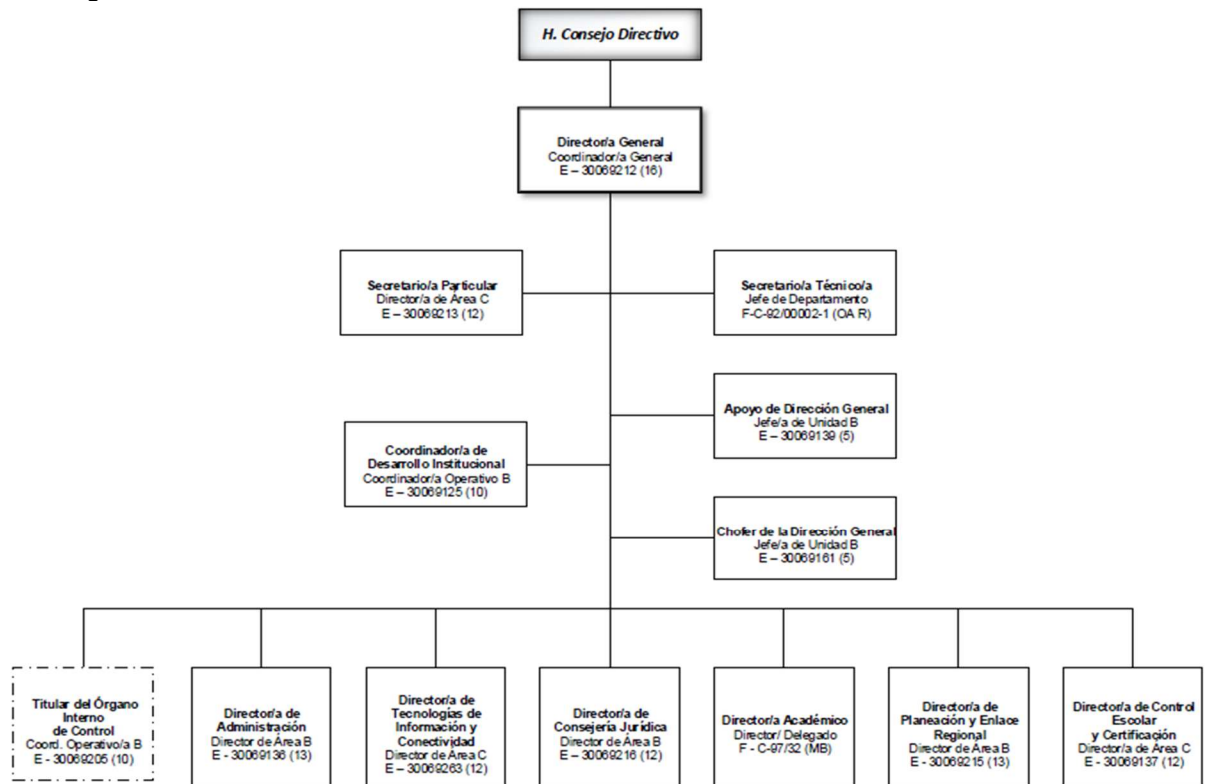 H. Consejo Directivo
Director/a General
Coordinador/a General
E – 30069212 (16)
Secretario/a Particular
Director/a de Área C
E – 30069213 (12)
Secretario/a Técnico/a
Jefe de Departamento
F-C-92/00002-1 (OA R)
Apoyo de Dirección General
Jefe/a de Unidad B
E – 30069139 (5)
Coordinador/a de
Desarrollo Institucional
Coordinador/a Operativo B
E – 30069125 (10)
Chofer de la Dirección General
Jefe/a de Unidad B
E – 30069161 (5)
Titular del Órgano
Interno
de Control
Coord. Operativo/a B
E - 30069205 (10)
Director/a de
Administración
Director de Área B
E - 30069136 (13)
Director/a de
Tecnologías de
Información y
Conectividad
Director de Área C
E – 30069263 (12)
Director/a de
Consejería Jurídica
Director de Área B
E – 30069216 (12)
Director/a Académico
Director/ Delegado
F - C-97/32 (MB)
Director/a de
Planeación y Enlace
Regional
Director de Área B
E - 30069215 (13)
Director/a de Control
Escolar
y Certificación
Director/a de Area C
E - 30069137 (12)